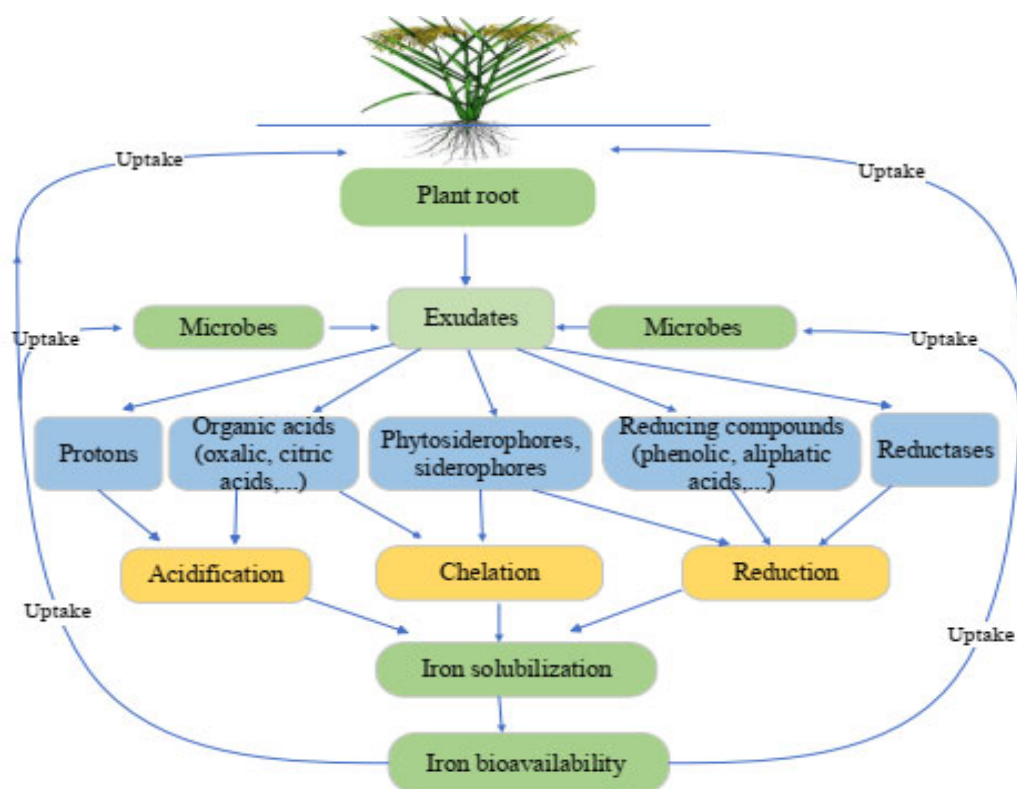 Uptake
Uptake
Plant root
Exudates
Microbes
Microbes
Uptake
Uptake
Protons
Organic acids
(oxalic, citric
acids,...)
Phytosiderophores,
siderophores
Reducing compounds
(phenolic, aliphatic
acids,...)
Reductases
Acidification
Chelation
Reduction
Uptake
Uptake
Iron solubilization
Iron bioavailability